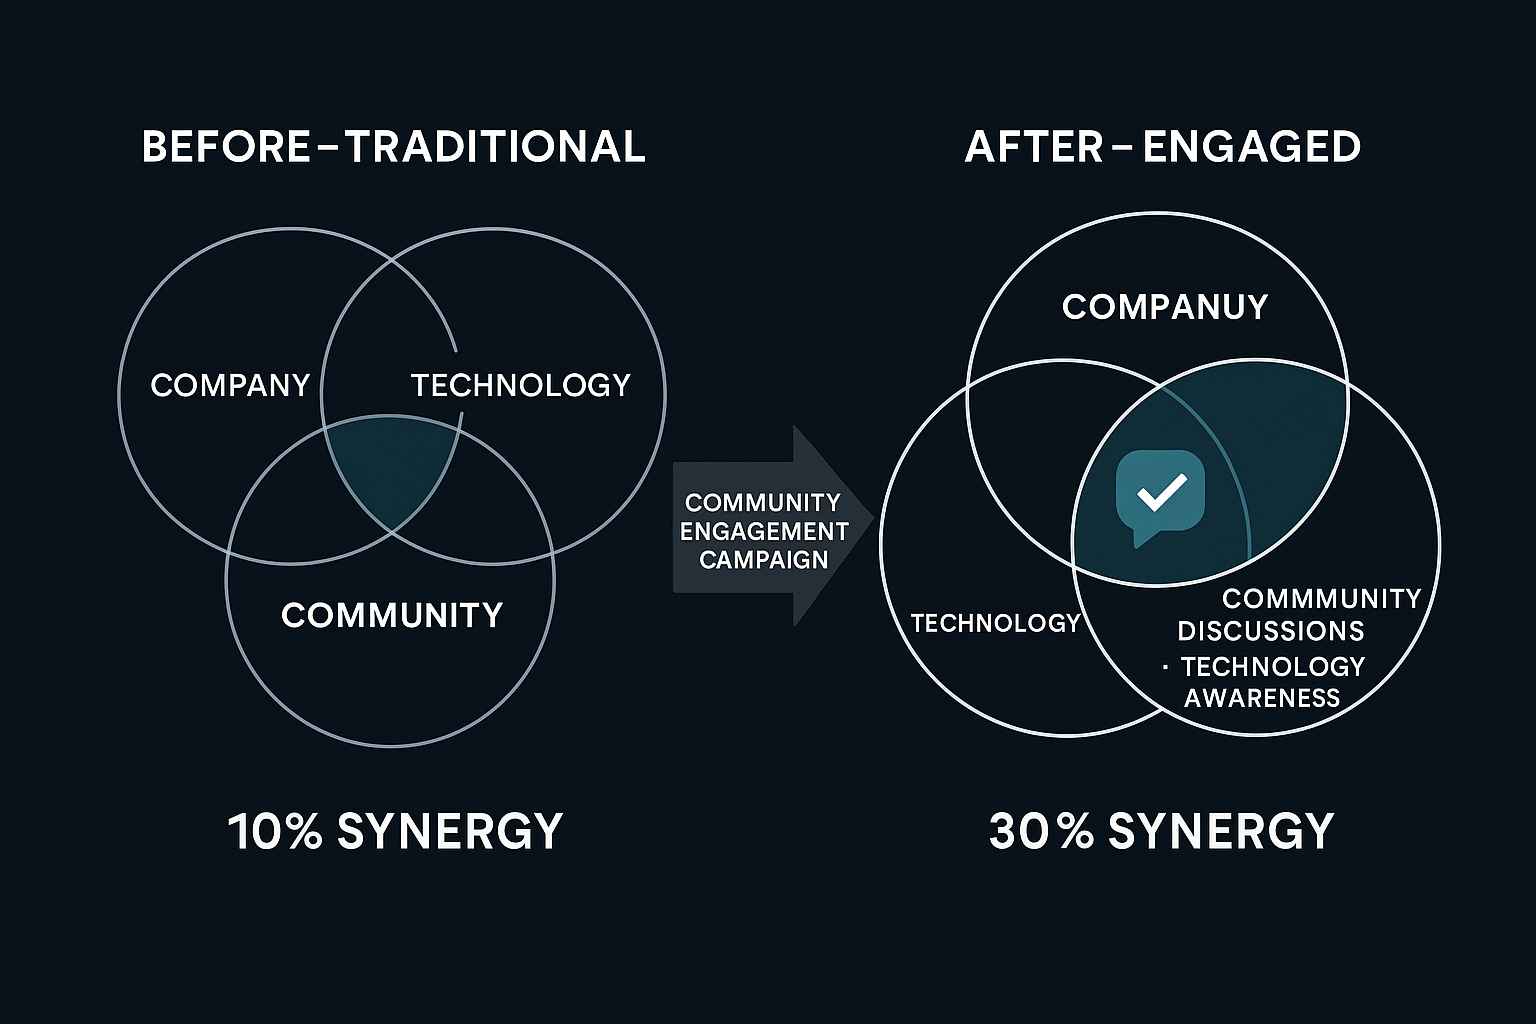 BEFORE–TRADITIONAL
COMPANY
TECHNOLOGY
COMMUNITY
10% SYNERGY
COMMUNITY
ENGAGEMENT
CAMPAIGN
AFTER–ENGAGED
COMPANUY
TECHNOLOGY
COMMMUNITY
DISCUSSIONS
· TECHNOLOGY
AWARENESS
30% SYNERGY